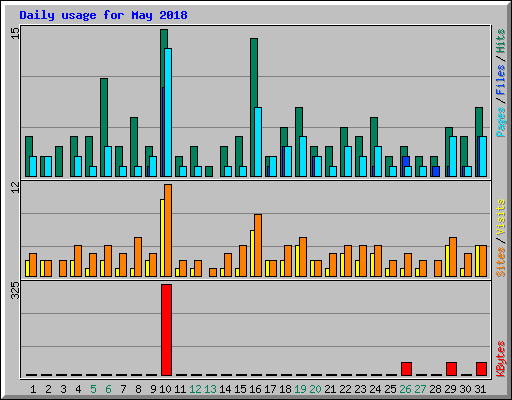 Daily usage for May 2018
15
Pages / Files / Hits
12
Sites / Visits
325
KBytes
1 2 3 4 5 6 7 8 9 10 11 12 13 14 15 16 17 18 19 20 21 22 23 24 25 26 27 28 29 30 31